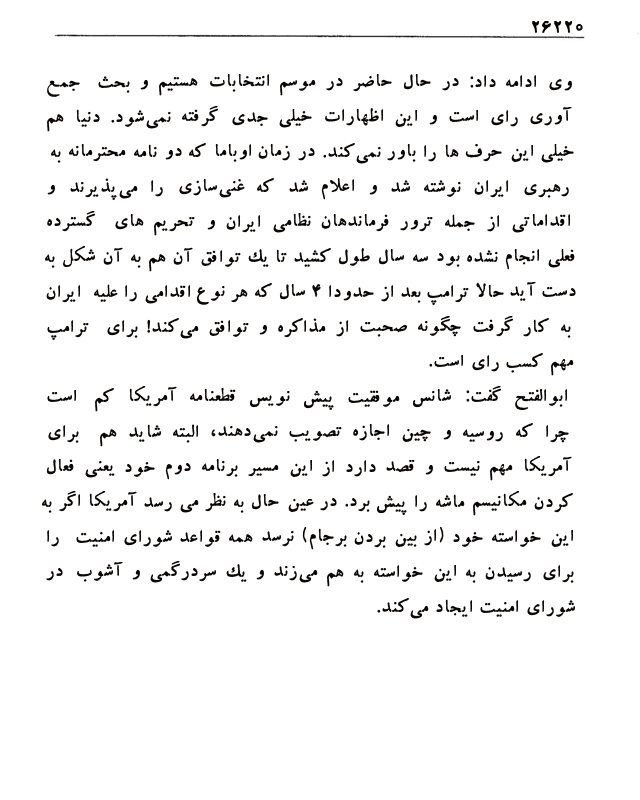 ۲۶۲۲۰
وی ادامه داد: در حال حاضر در موسم انتخابات هستیم و بحث جمع
آوری رای است و این اظهارات خیلی جدی گرفته نمی‌شود. دنیا هم
خیلی این حرف ها را باور نمی‌کند. در زمان اوباما که دو نامه محترمانه به
رهبری ایران نوشته شد و اعلام شد که غنی‌سازی را می‌پذیرند و
اقداماتی از جمله ترور فرماندهان نظامی ایران و تحریم های گسترده
فعلی انجام نشده بود سه سال طول کشید تا یك توافق آن هم به آن شکل به
دست آید حالا ترامپ بعد از حدودا ۴ سال که هر نوع اقدامی را علیه ایران
به کار گرفت چگونه صحبت از مذاکره و توافق می‌کند! برای ترامپ
مهم کسب رای است.
ابوالفتح گفت: شانس موفقیت پیش نویس قطعنامه آمریکا کم است
چرا که روسیه و چین اجازه تصویب نمی‌دهند، البته شاید هم برای
آمریکا مهم نیست و قصد دارد از این مسیر برنامه دوم خود یعنی فعال
کردن مکانیسم ماشه را پیش برد. در عین حال به نظر می رسد آمریکا اگر به
این خواسته خود (از بین بردن برجام) نرسد همه قواعد شورای امنیت را
برای رسیدن به این خواسته به هم می‌زند و یك سردرگمی و آشوب در
شورای امنیت ایجاد می‌کند.